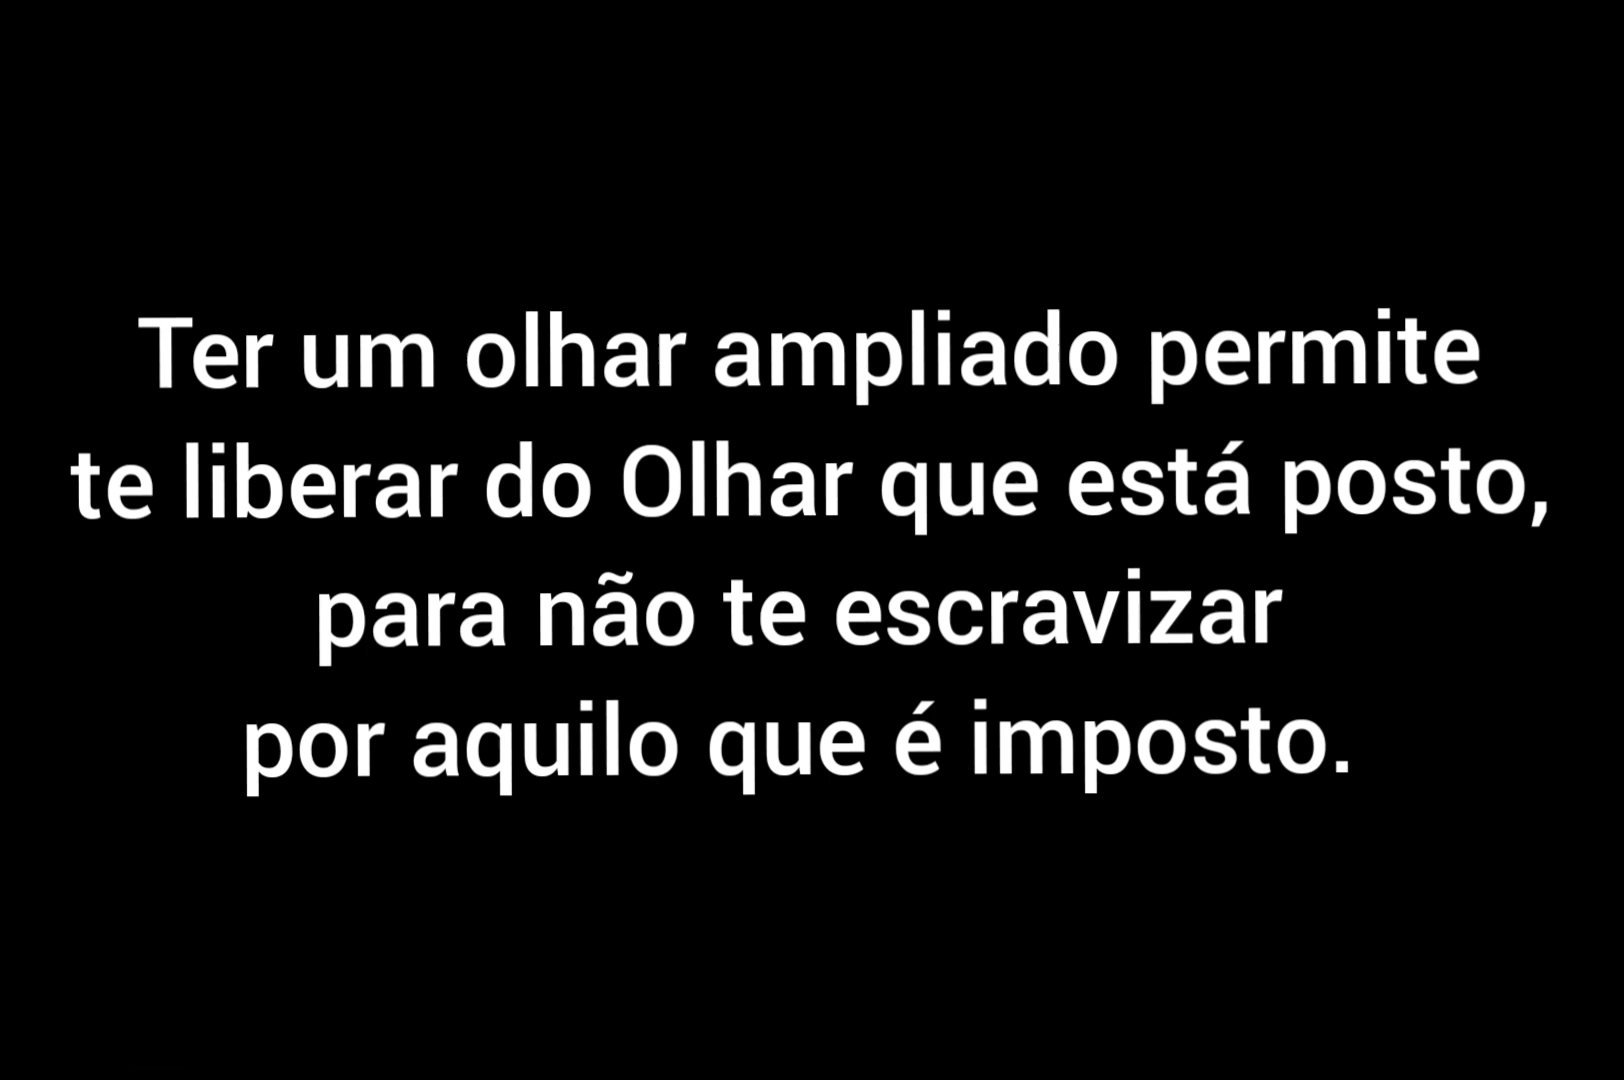 Ter um olhar ampliado permite
te liberar do Olhar que está posto,
para não te escravizar
por aquilo que é imposto.